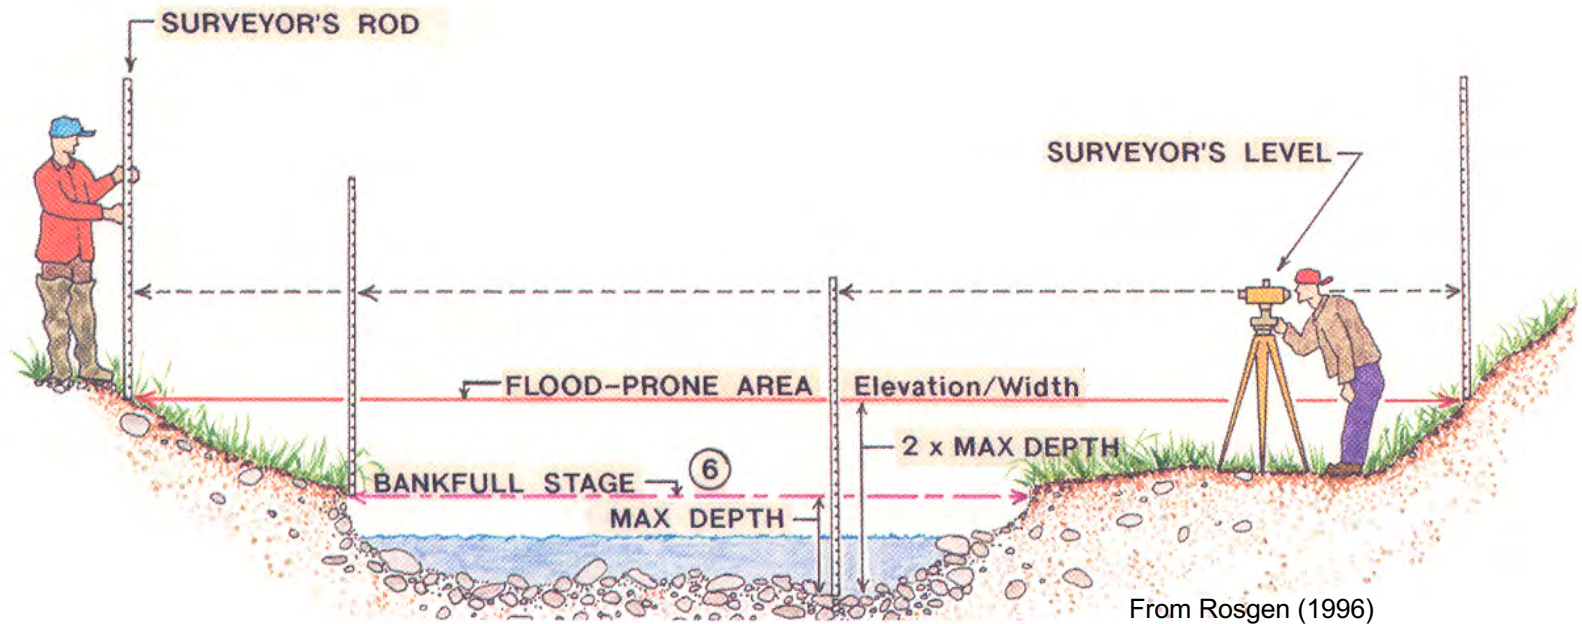 SURVEYOR'S ROD
SURVEYOR'S LEVEL
FLOOD-PRONE AREA Elevation/Width
2 x MAX DEPTH
BANKFULL STAGE 6
MAX DEPTH
From Rosgen (1996)